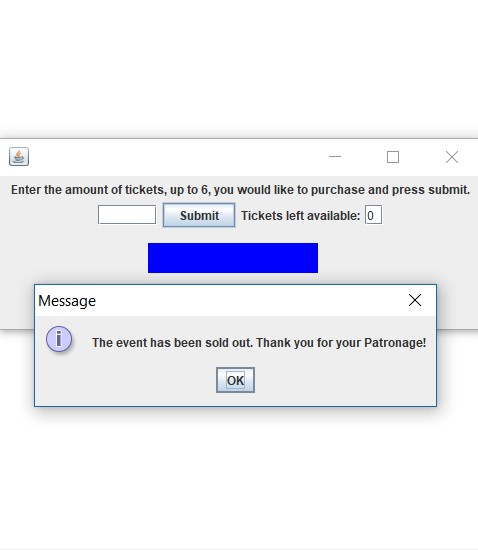 Enter the amount of tickets, up to 6, you would like to purchase and press submit.
Submit Tickets left available: 0
Message
The event has been sold out. Thank you for your Patronage!
OK